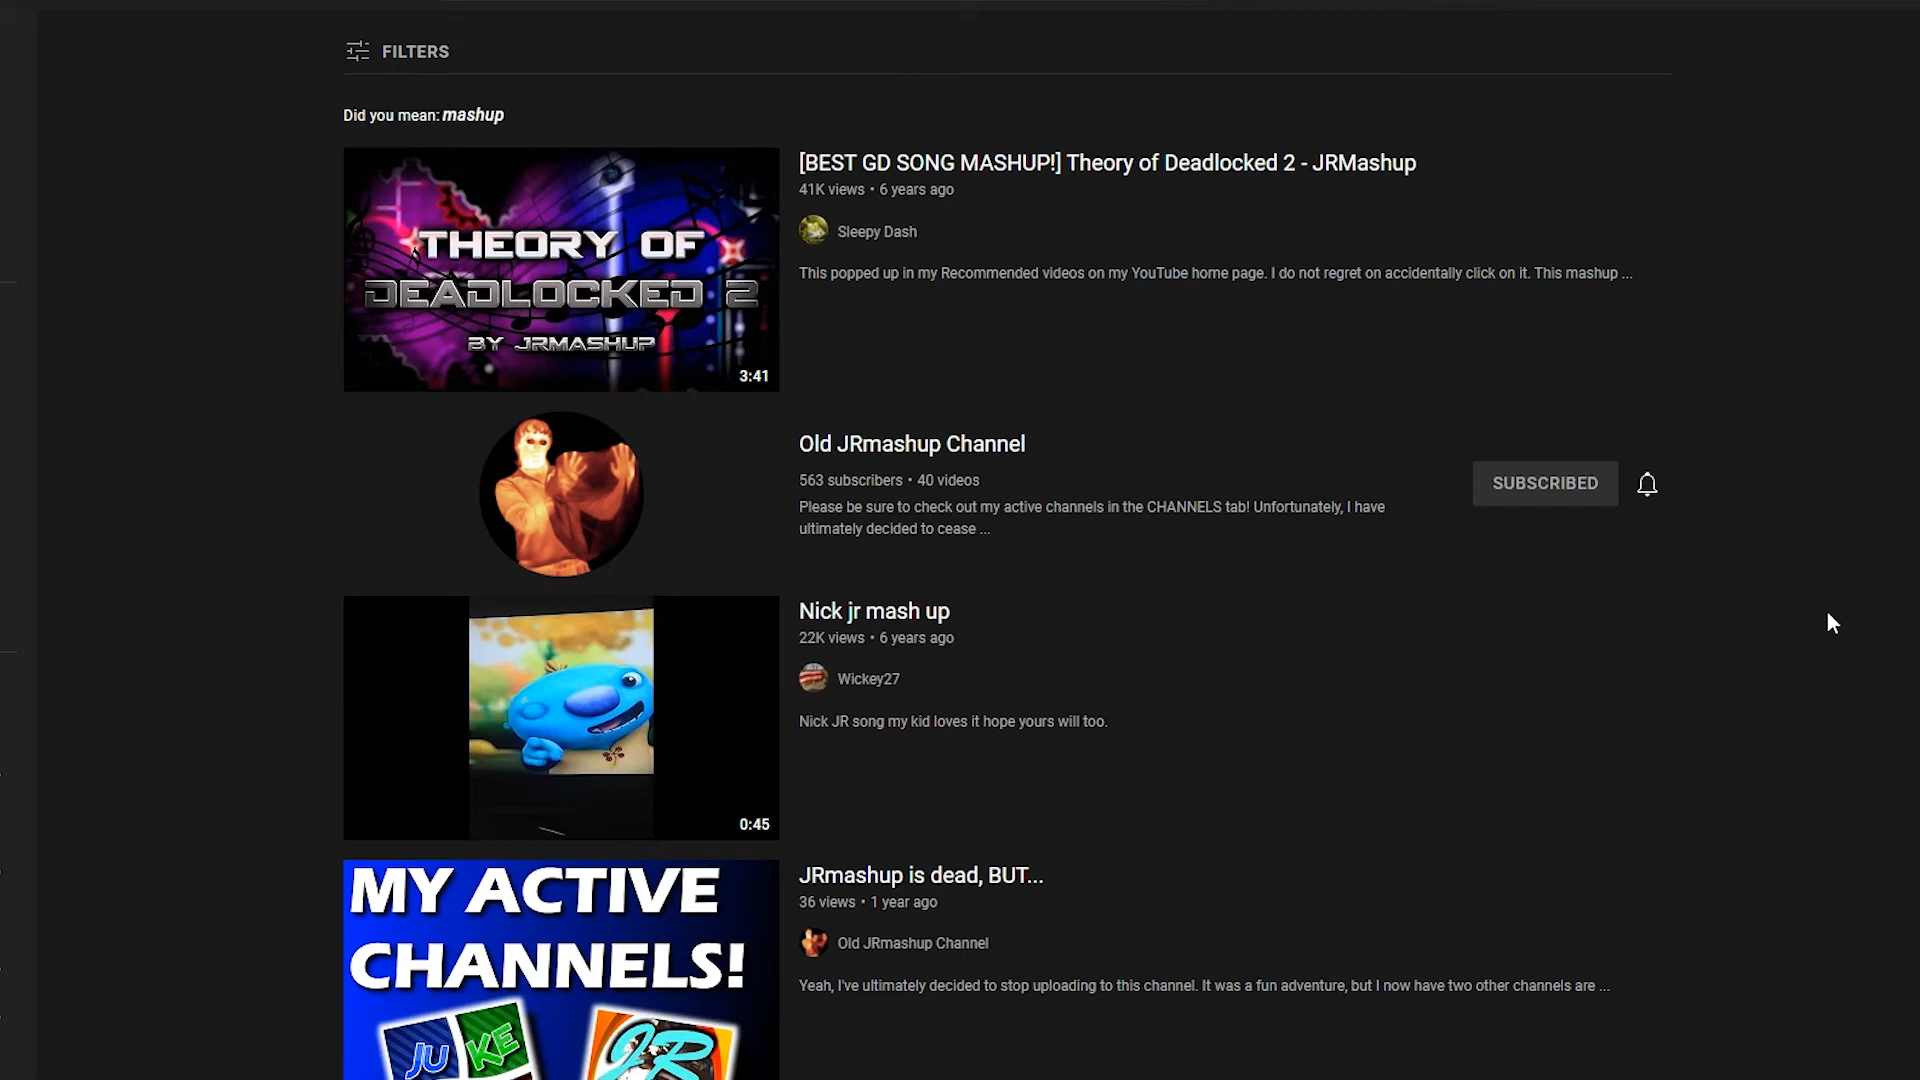 FILTERS
Did you mean: mashup
THEORY OF
DEADLOCKED 2
BY JRMASHUP
3:41
[BEST GD SONG MASHUP!] Theory of Deadlocked 2 - JRMashup
41K views • 6 years ago
Sleepy Dash
This popped up in my Recommended videos on my YouTube home page. I do not regret on accidentally click on it. This mashup ...
Old JRmashup Channel
563 subscribers • 40 videos
Please be sure to check out my active channels in the CHANNELS tab! Unfortunately, I have
ultimately decided to cease ...
SUBSCRIBED
0:45
Nick jr mash up
22K views • 6 years ago
Wickey27
Nick JR song my kid loves it hope yours will too.
MY ACTIVE
CHANNELS!
JU KE
JR
JRmashup is dead, BUT...
36 views • 1 year ago
Old JRmashup Channel
Yeah, I've ultimately decided to stop uploading to this channel. It was a fun adventure, but I now have two other channels are ...